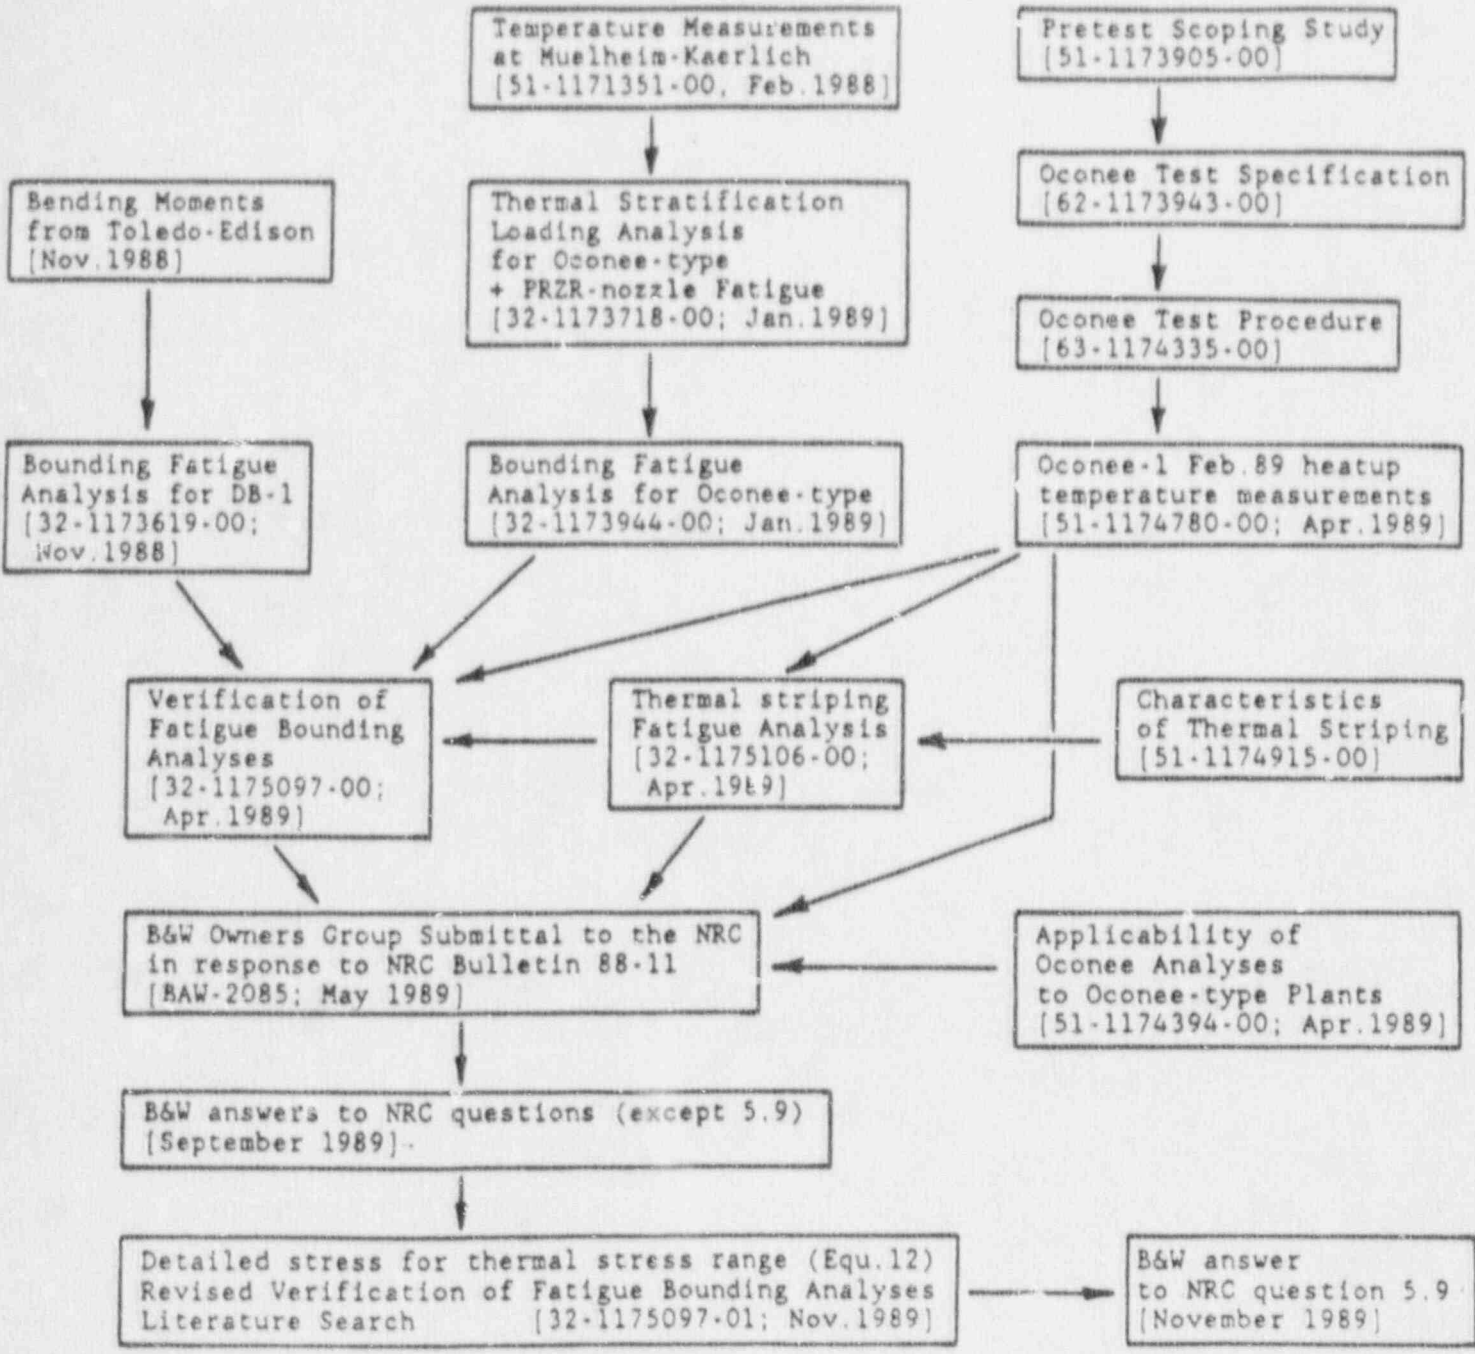 Temperature Measurements
at Muelheim-Kaerlich
[51-1171351-00, Feb.1988]
Pretest Scoping Study
[51-1173905-00]
Bending Moments
from Toledo-Edison
[Nov.1988]
Thermal Stratification
Loading Analysis
for Oconee-type
+ PRZR-nozzle Fatigue
[32-1173718-00; Jan.1989]
Oconee Test Specification
[62-1173943-00]
Oconee Test Procedure
[63-1174335-00]
Bounding Fatigue
Analysis for DB-1
[32-1173619-00;
Nov.1988]
Bounding Fatigue
Analysis for Oconee-type
[32-1173944-00; Jan.1989]
Oconee-1 Feb.89 heatup
temperature measurements
[51-1174780-00; Apr.1989]
Verification of
Fatigue Bounding
Analyses
[32-1175097-00;
Apr.1989]
Thermal striping
Fatigue Analysis
[32-1175106-00;
Apr.1989]
Characteristics
of Thermal Striping
[51-1174915-00]
B&W Owners Group Submittal to the NRC
in response to NRC Bulletin 88-11
[BAW-2085; May 1989]
Applicability of
Oconee Analyses
to Oconee-type Plants
[51-1174394-00; Apr.1989]
B&W answers to NRC questions (except 5.9)
[September 1989]
Detailed stress for thermal stress range (Equ.12)
Revised Verification of Fatigue Bounding Analyses
Literature Search [32-1175097-01; Nov.1989]
B&W answer
to NRC question 5.9
[November 1989]